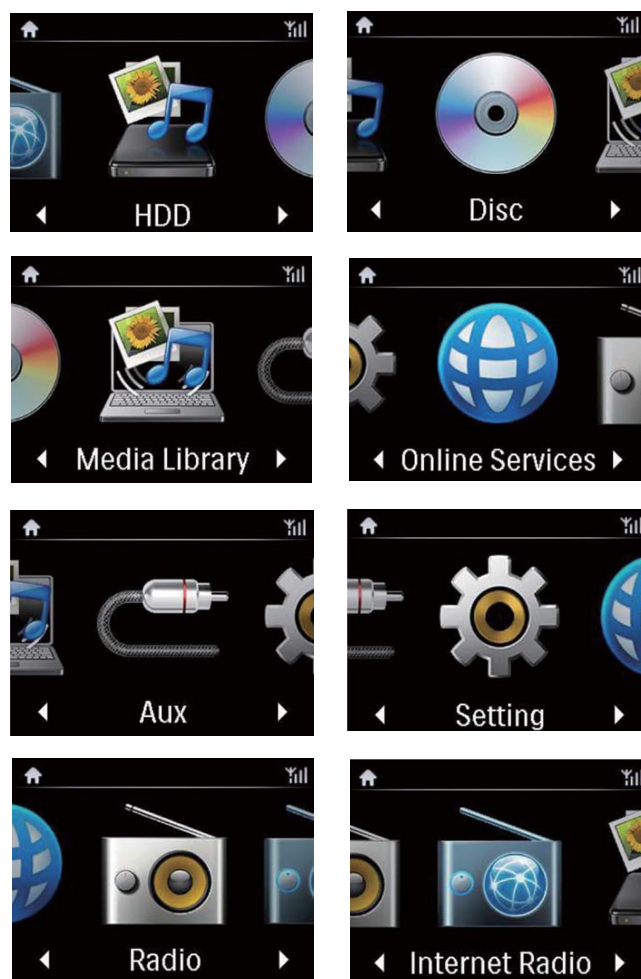 HDD
Disc
Media Library
Online Services
Aux
Setting
Radio
Internet Radio